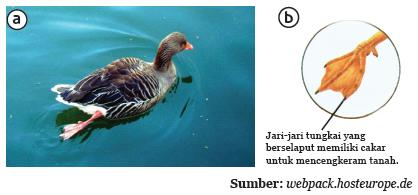 a
b
Jari-jari tungkai yang
berselaput memiliki cakar
untuk mencengkeram tanah.
Sumber: webpack.hosteurope.de